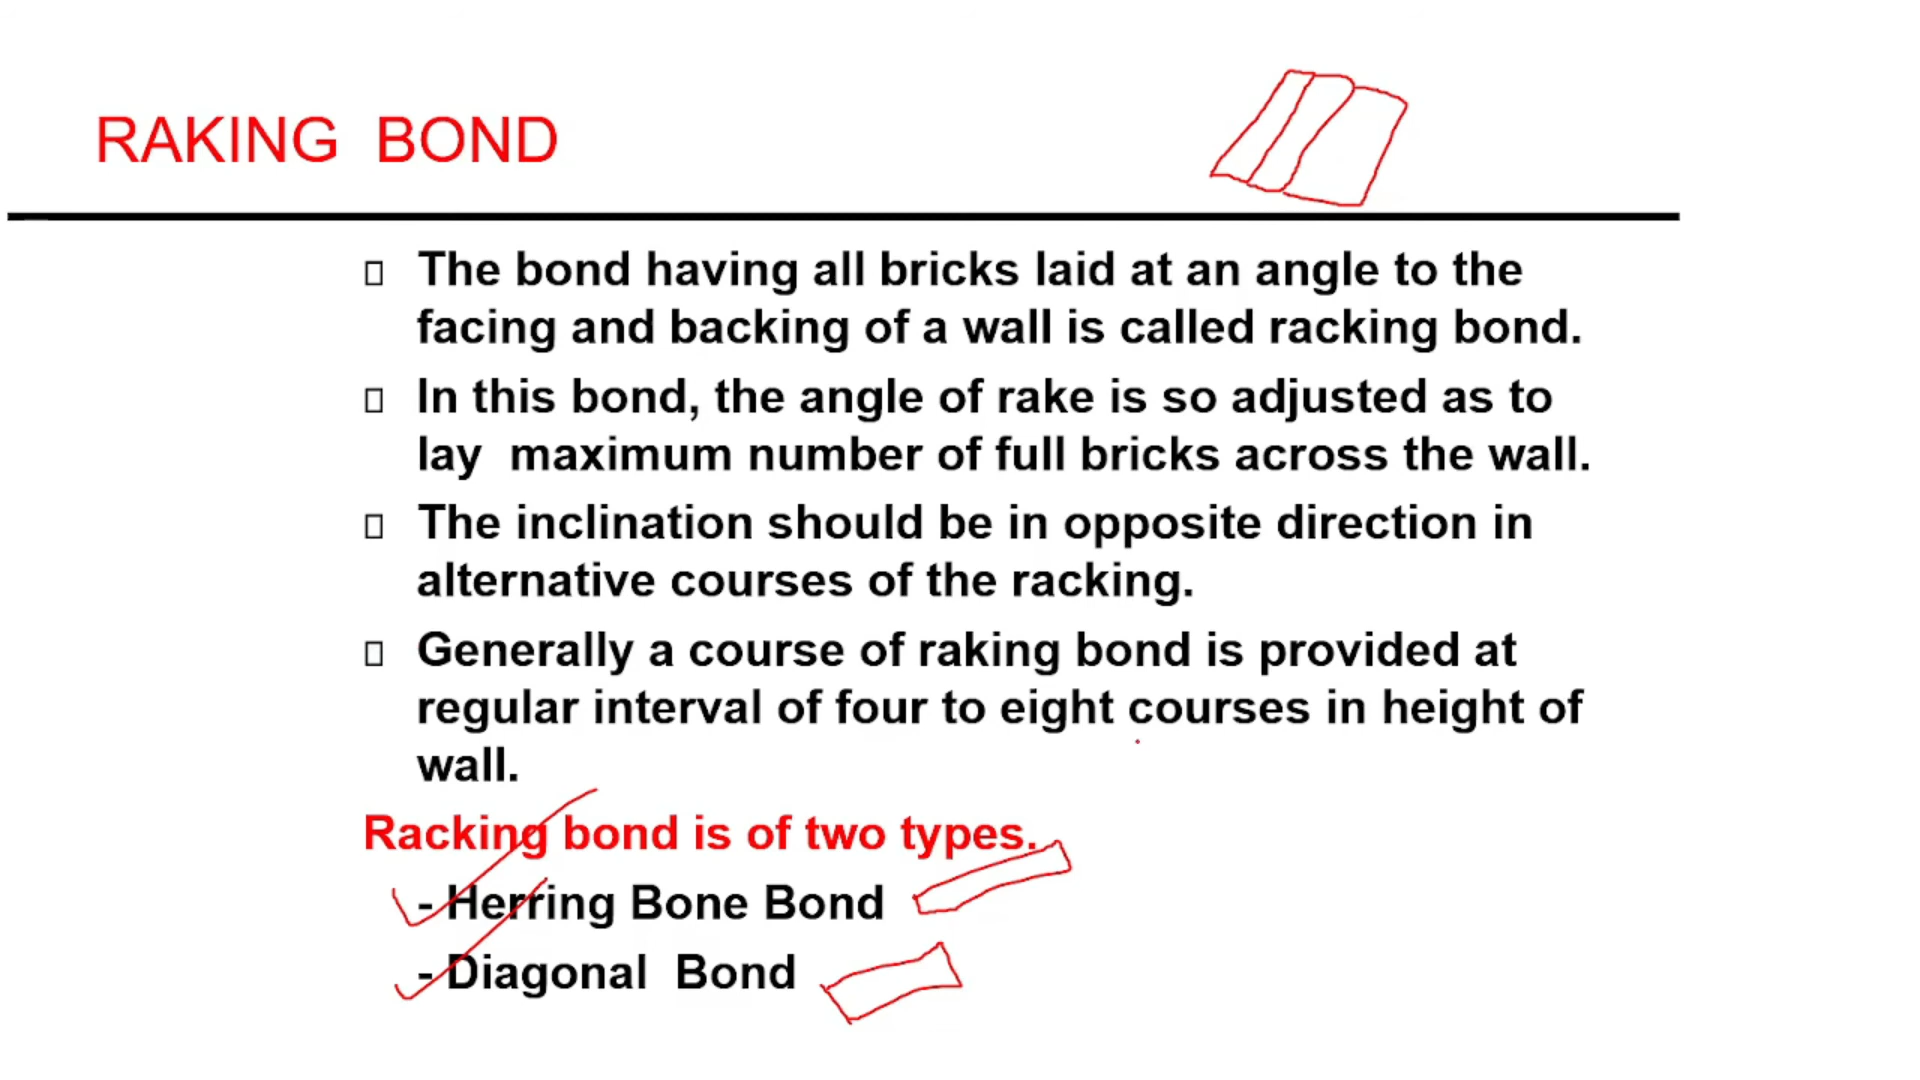 RAKING BOND
The bond having all bricks laid at an angle to the
facing and backing of a wall is called racking bond.
In this bond, the angle of rake is so adjusted as to
lay maximum number of full bricks across the wall.
The inclination should be in opposite direction in
alternative courses of the racking.
Generally a course of raking bond is provided at
regular interval of four to eight courses in height of
wall.
Racking bond is of two types.
- Herring Bone Bond
- Diagonal Bond